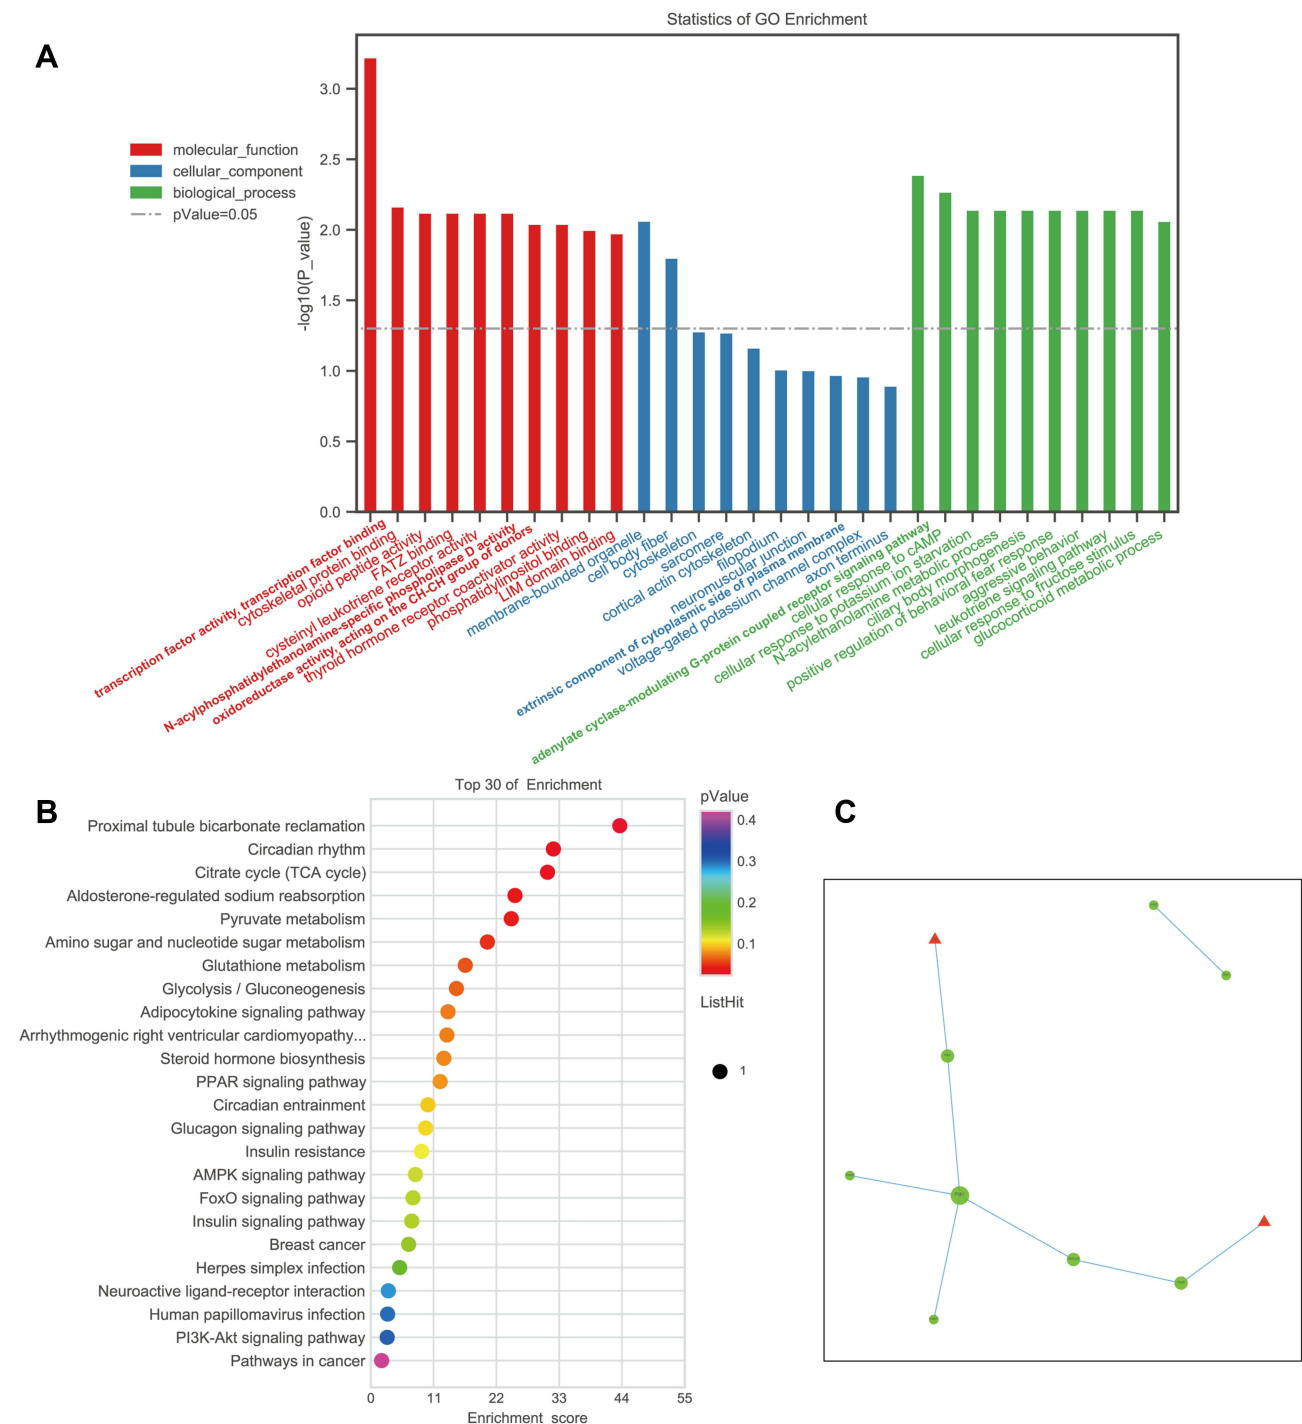 Statistics of GO Enrichment
A
3.0
2.5
2.0
1.5
1.0
0.5
0.0
-log10(P_value)
molecular_function
cellular_component
biological_process
pValue=0.05
transcription factor activity, transcription factor binding
cytoskeletal protein binding
opioid peptide activity
FATZ binding
cysteinyl leukotriene receptor activity
N-acylphosphatidylethanolamine-specific phospholipase D activity
oxidoreductase activity, acting on the CH-CH group of donors
thyroid hormone receptor coactivator activity
phosphatidylinositol binding
LIM domain binding
membrane-bounded organelle
cell body fiber
cytoskeleton
sarcomere
cortical actin cytoskeleton
filopodium
neuromuscular junction
extrinsic component of cytoplasmic side of plasma membrane
voltage-gated potassium channel complex
axon terminus
adenylate cyclase-modulating G-protein coupled receptor signaling pathway
cellular response to cAMP
cellular response to potassium ion starvation
N-acylethanolamine metabolic process
ciliary body morphogenesis
positive regulation of behavioral fear response
aggressive behavior
leukotriene signaling pathway
cellular response to fructose stimulus
glucocorticoid metabolic process
B
Top 30 of Enrichment
Proximal tubule bicarbonate reclamation
Circadian rhythm
Citrate cycle (TCA cycle)
Aldosterone-regulated sodium reabsorption
Pyruvate metabolism
Amino sugar and nucleotide sugar metabolism
Glutathione metabolism
Glycolysis / Gluconeogenesis
Adipocytokine signaling pathway
Arrhythmogenic right ventricular cardiomyopathy...
Steroid hormone biosynthesis
PPAR signaling pathway
Circadian entrainment
Glucagon signaling pathway
Insulin resistance
AMPK signaling pathway
FoxO signaling pathway
Insulin signaling pathway
Breast cancer
Herpes simplex infection
Neuroactive ligand-receptor interaction
Human papillomavirus infection
PI3K-Akt signaling pathway
Pathways in cancer
0 11 22 33 44 55
Enrichment score
pValue
0.4
0.3
0.2
0.1
ListHit
1
C